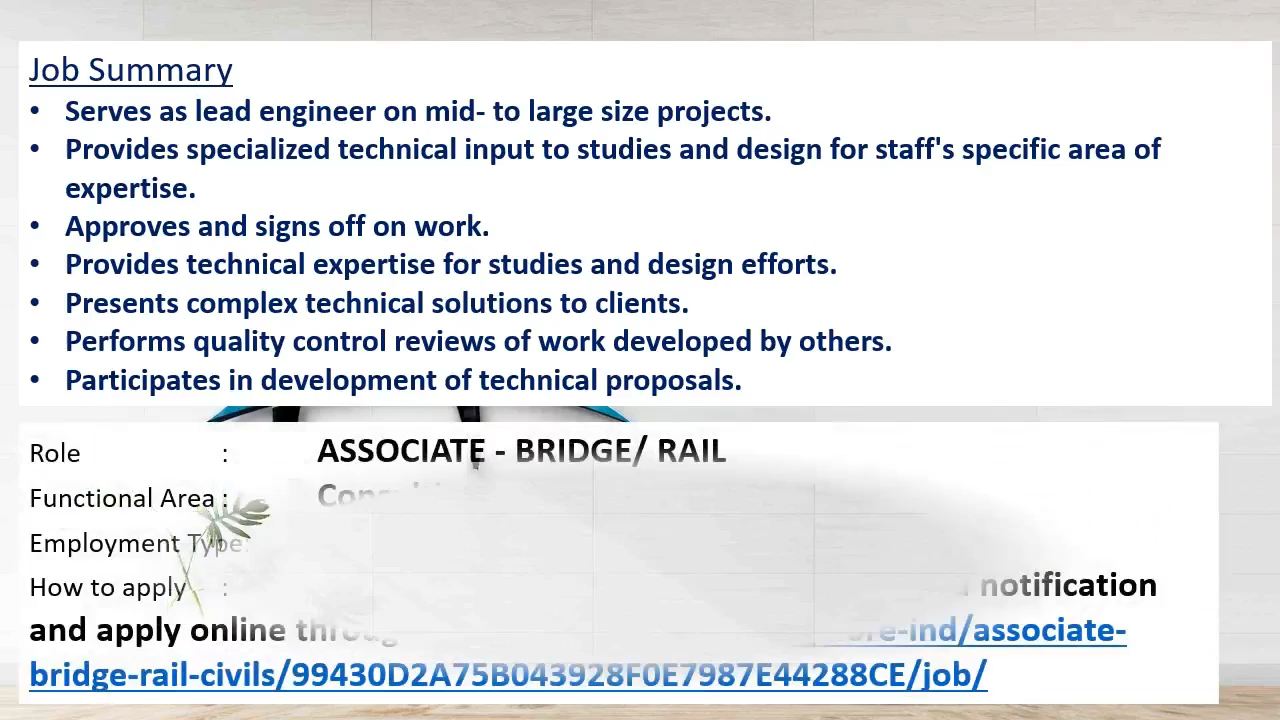 Job Summary
• Serves as lead engineer on mid- to large size projects.
• Provides specialized technical input to studies and design for staff's specific area of
expertise.
• Approves and signs off on work.
• Provides technical expertise for studies and design efforts.
• Presents complex technical solutions to clients.
• Performs quality control reviews of work developed by others.
• Participates in development of technical proposals.
Role : ASSOCIATE - BRIDGE/ RAIL
Functional Area :
Employment Type:
How to apply : notification
and apply online ore-ind/associate-
bridge-rail-civils/99430D2A75B043928F0E7987E44288CE/job/